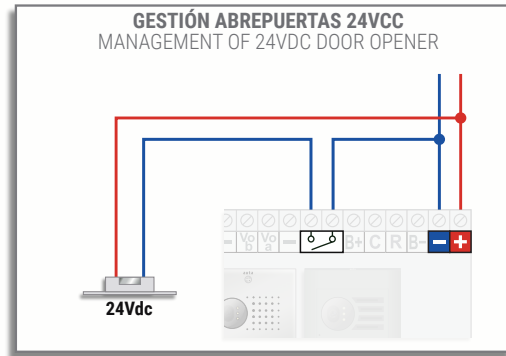 GESTIÓN ABREPUERTAS 24VCC
MANAGEMENT OF 24VDC DOOR OPENER
– Vo b Vo a – B+ C R B– – +
24Vdc